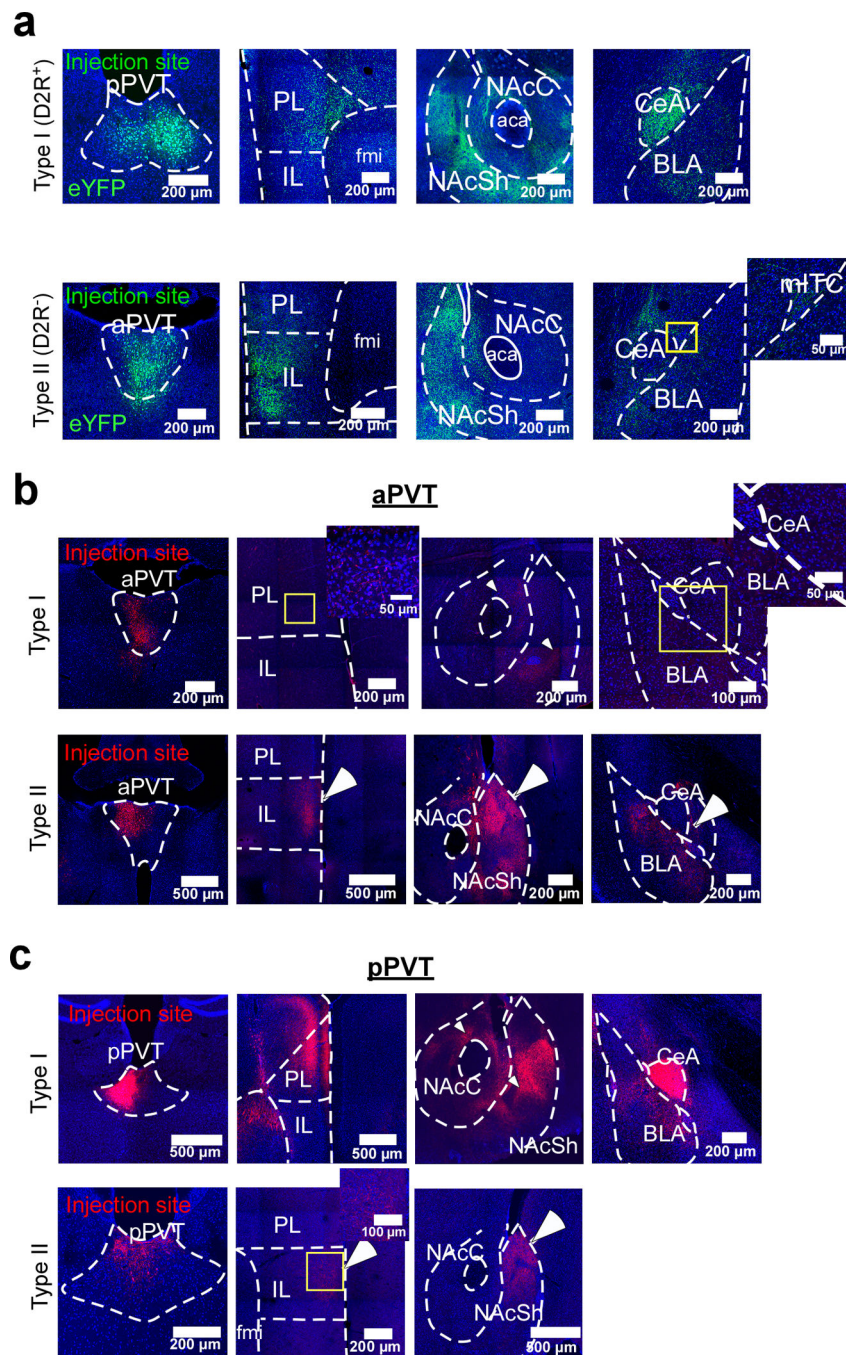 a
Type I (D2R+)
Injection site
pPVT
eYFP
200 µm
PL
IL
fmi
200 µm
NAcC
aca
NAcSh
200 µm
CeA
BLA
200 µm
Type II (D2R-)
Injection site
aPVT
eYFP
200 µm
PL
IL
fmi
200 µm
NAcC
aca
NAcSh
200 µm
CeA
BLA
200 µm
mITC
50 µm
b
aPVT
Type I
Injection site
aPVT
200 µm
PL
IL
50 µm
200 µm
200 µm
CeA
BLA
100 µm
CeA
BLA
50 µm
Type II
Injection site
aPVT
500 µm
PL
IL
500 µm
NAcC
NAcSh
200 µm
CeA
BLA
200 µm
c
pPVT
Type I
Injection site
pPVT
500 µm
PL
IL
500 µm
NAcC
NAcSh
500 µm
CeA
BLA
200 µm
Type II
Injection site
pPVT
200 µm
PL
IL
fmi
100 µm
200 µm
NAcC
NAcSh
500 µm